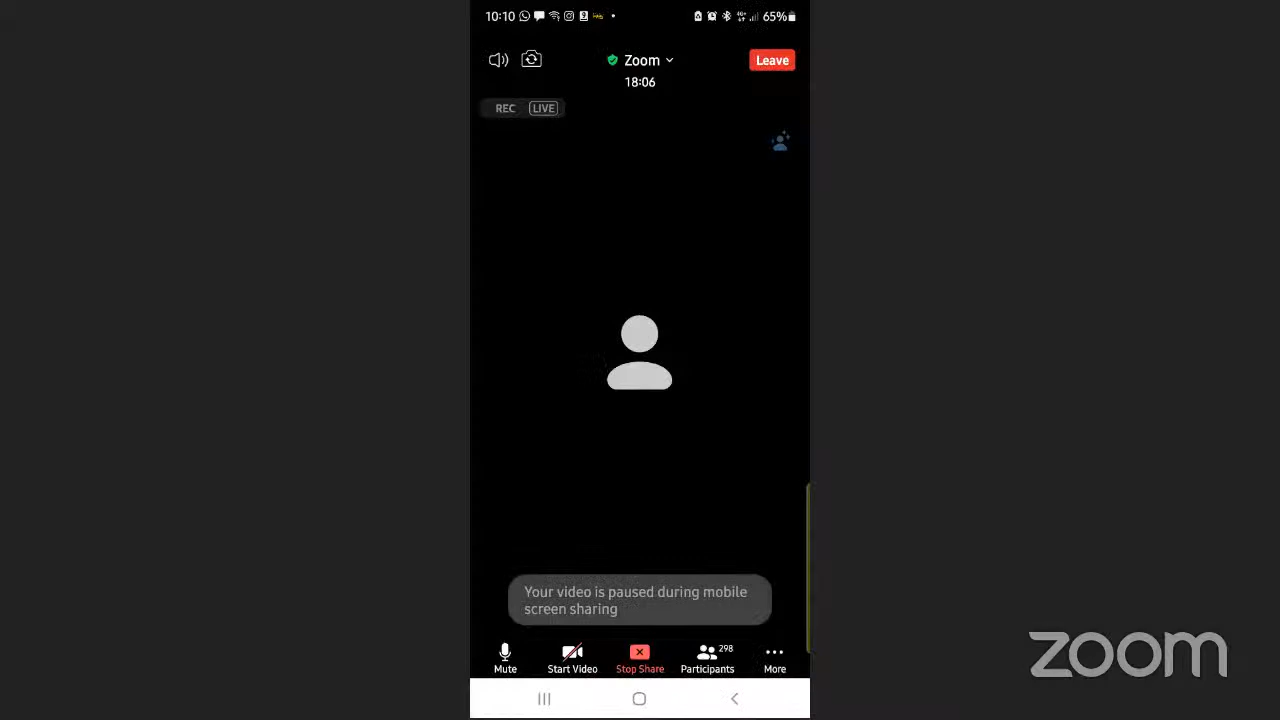 10:10 65%
Zoom Leave
18:06
REC LIVE
Your video is paused during mobile
screen sharing
298
Mute Start Video Stop Share Participants More
zoom